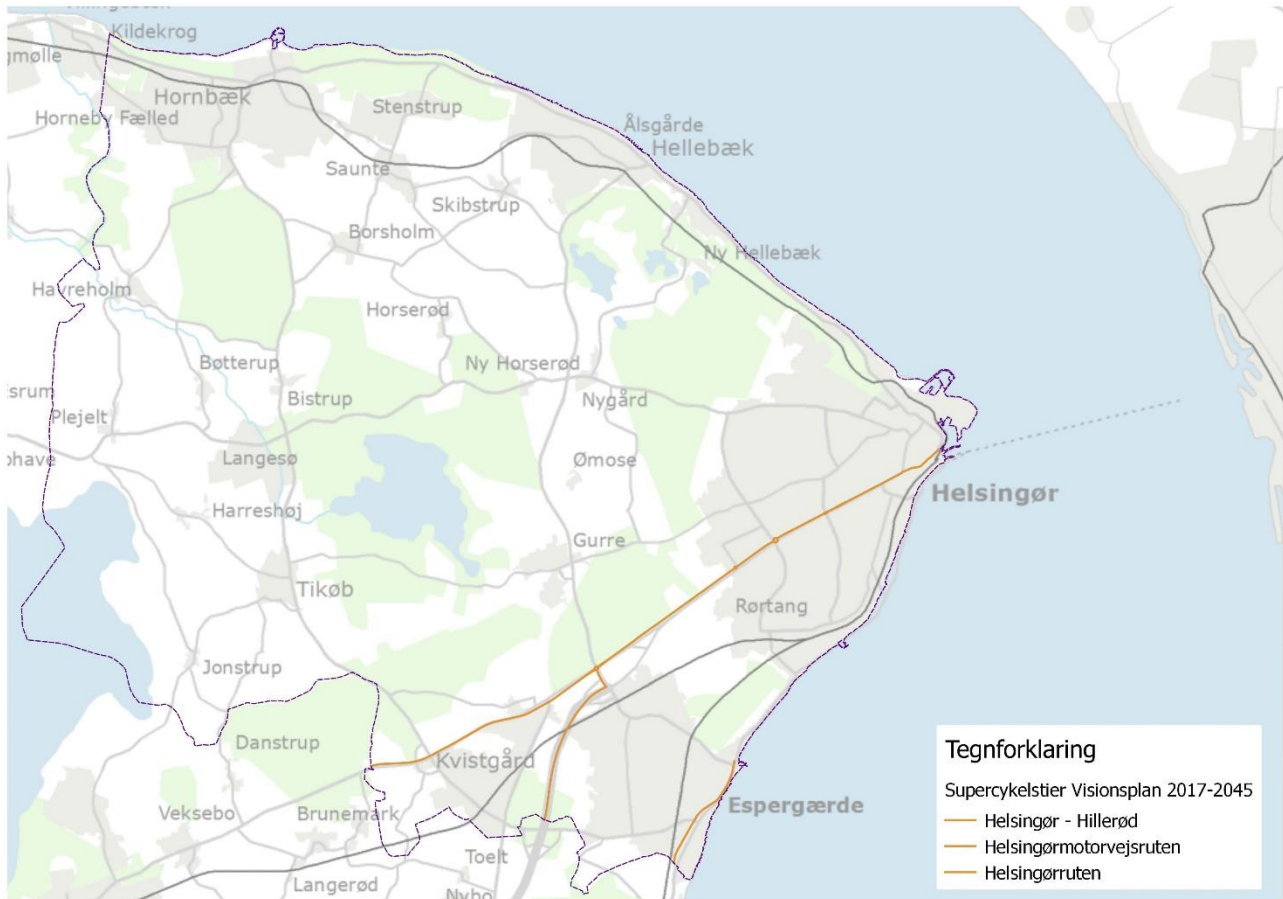 Kildekrog
Hornbæk
Stenstrup
Horneby Fælled
Ålsgårde
Hellebæk
Saunte
Skibstrup
Borsholm
Ny Hellebæk
Havreholm
Horserød
Bøtterup
Ny Horserød
Bistrup
Nygård
Plejelt
Langesø
Ømose
Helsingør
Harreshøj
Gurre
Tikøb
Rørtang
Jonstrup
Danstrup
Kvistgård
Espergærde
Veksebo
Brunemark
Toelt
Langerød
Tegnforklaring
Supercykelstier Visionsplan 2017-2045
Helsingør - Hillerød
Helsingørmotorvejsruten
Helsingørruten